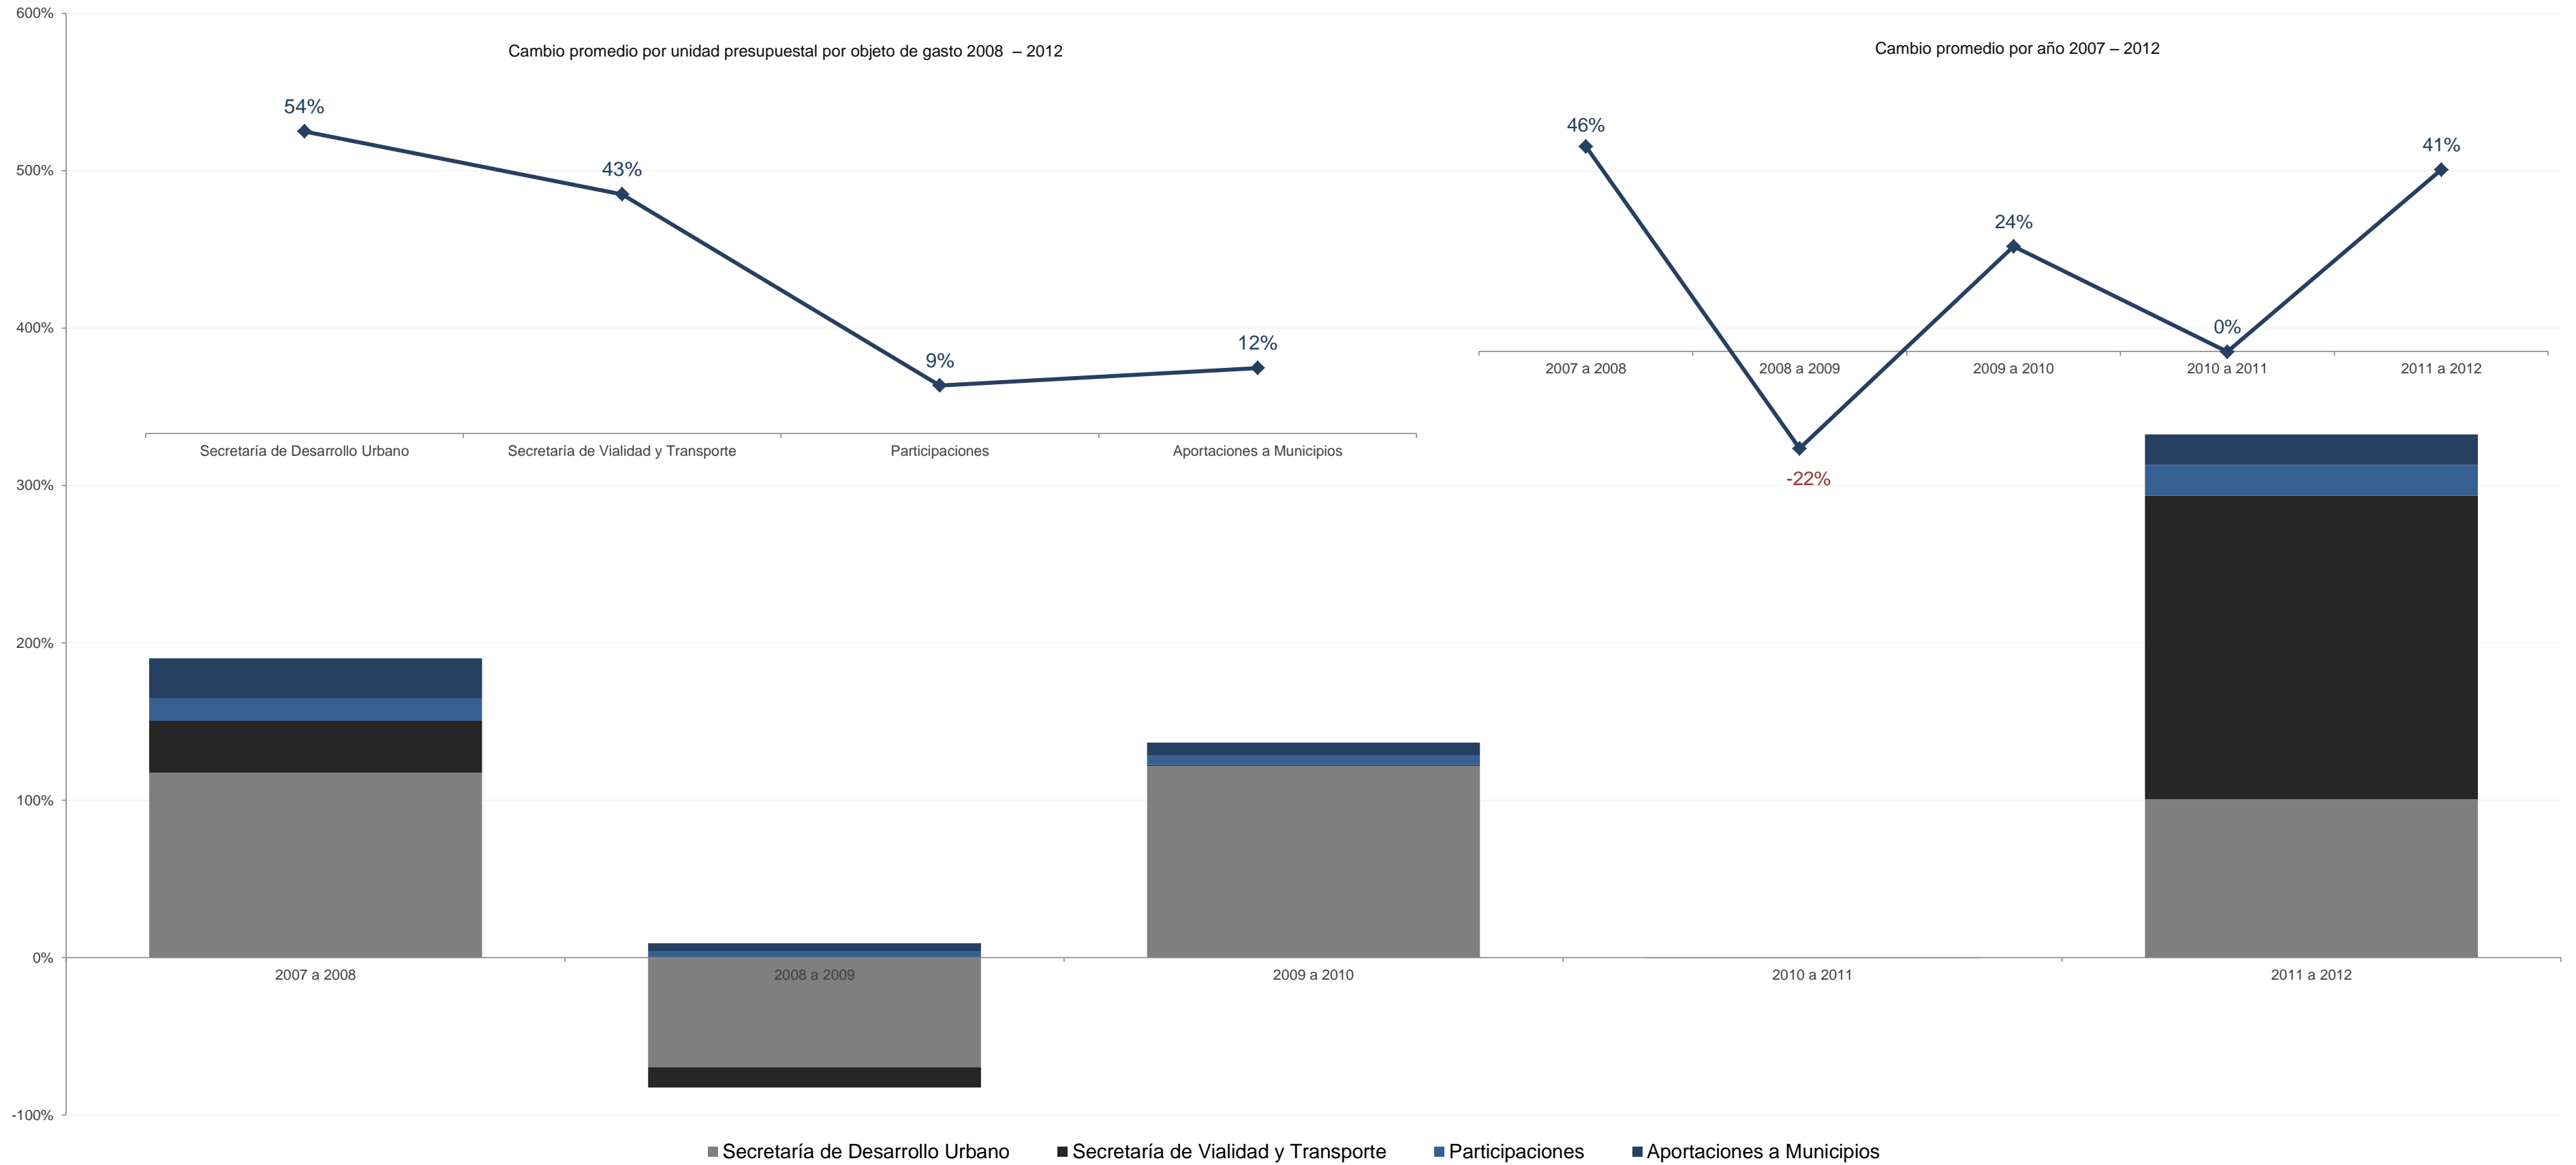 600%
500%
400%
300%
200%
100%
0%
-100%
Cambio promedio por unidad presupuestal por objeto de gasto 2008 – 2012
54%
43%
9%
12%
Secretaría de Desarrollo Urbano
Secretaría de Vialidad y Transporte
Participaciones
Aportaciones a Municipios
Cambio promedio por año 2007 – 2012
46%
-22%
24%
0%
41%
2007 a 2008
2008 a 2009
2009 a 2010
2010 a 2011
2011 a 2012
2007 a 2008
2008 a 2009
2009 a 2010
2010 a 2011
2011 a 2012
Secretaría de Desarrollo Urbano
Secretaría de Vialidad y Transporte
Participaciones
Aportaciones a Municipios